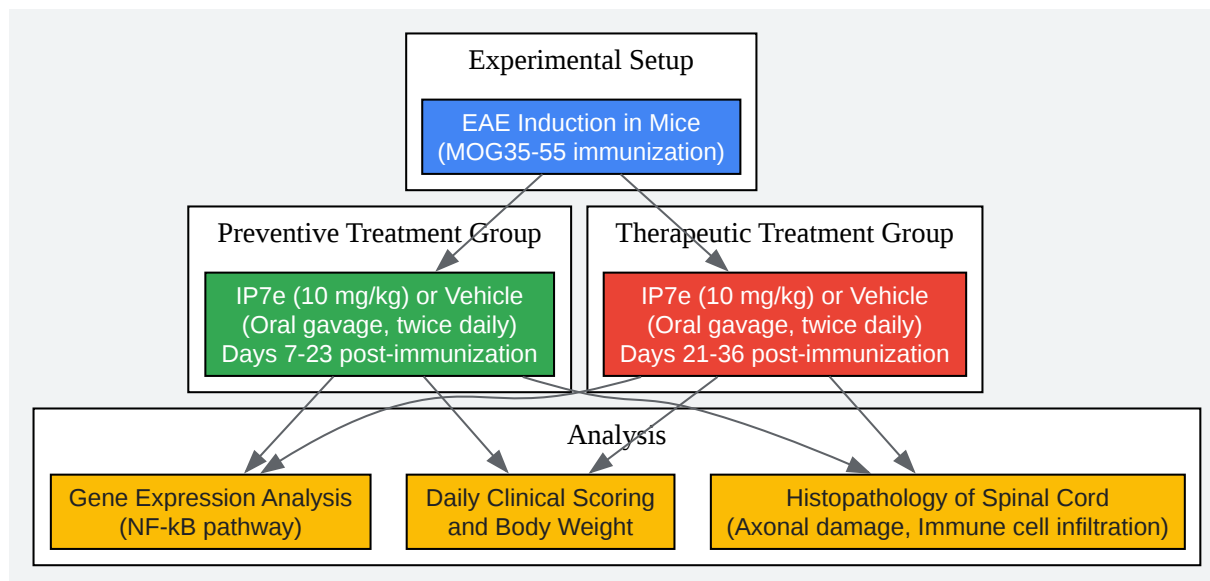 Experimental Setup
EAE Induction in Mice
(MOG35-55 immunization)
Preventive Treatment Group
IP7e (10 mg/kg) or Vehicle
(Oral gavage, twice daily)
Days 7-23 post-immunization
Therapeutic Treatment Group
IP7e (10 mg/kg) or Vehicle
(Oral gavage, twice daily)
Days 21-36 post-immunization
Analysis
Gene Expression Analysis
(NF-kB pathway)
Daily Clinical Scoring
and Body Weight
Histopathology of Spinal Cord
(Axonal damage, Immune cell infiltration)